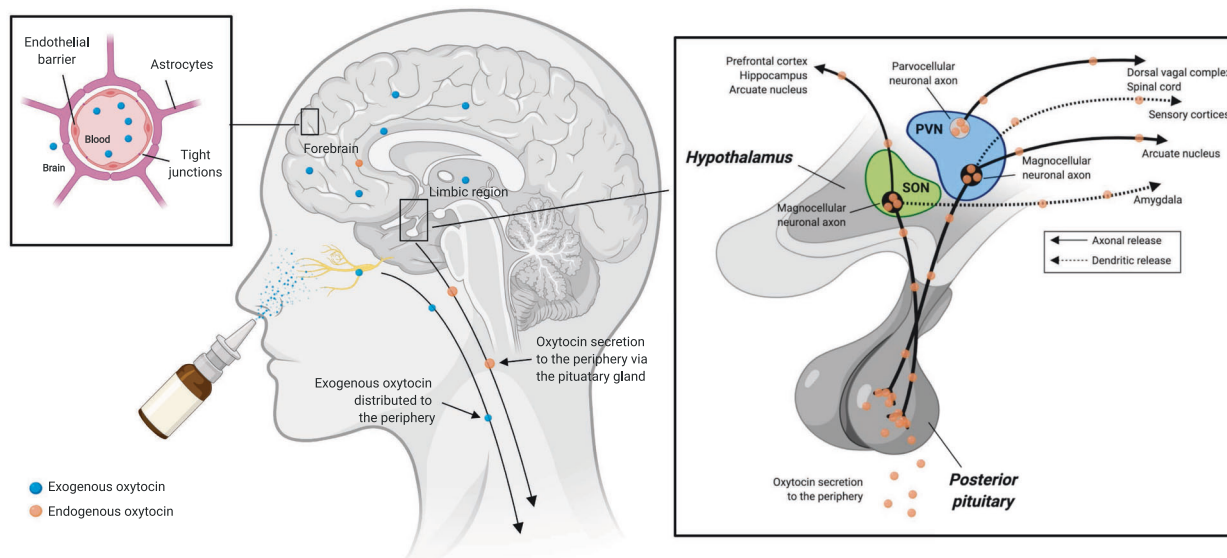 Endothelial
barrier
Astrocytes
Blood
Brain
Tight
junctions
Forebrain
Limbic region
Oxytocin secretion
to the periphery via
the pituatary gland
Exogenous oxytocin
distributed to
the periphery
Exogenous oxytocin
Endogenous oxytocin
Prefrontal cortex
Hippocampus
Arcuate nucleus
Parvocellular
neuronal axon
Dorsal vagal complex
Spinal cord
Sensory cortices
PVN
Hypothalamus
Arcuate nucleus
Magnocellular
neuronal axon
SON
Magnocellular
neuronal axon
Amygdala
Axonal release
Dendritic release
Oxytocin secretion
to the periphery
Posterior
pituitary